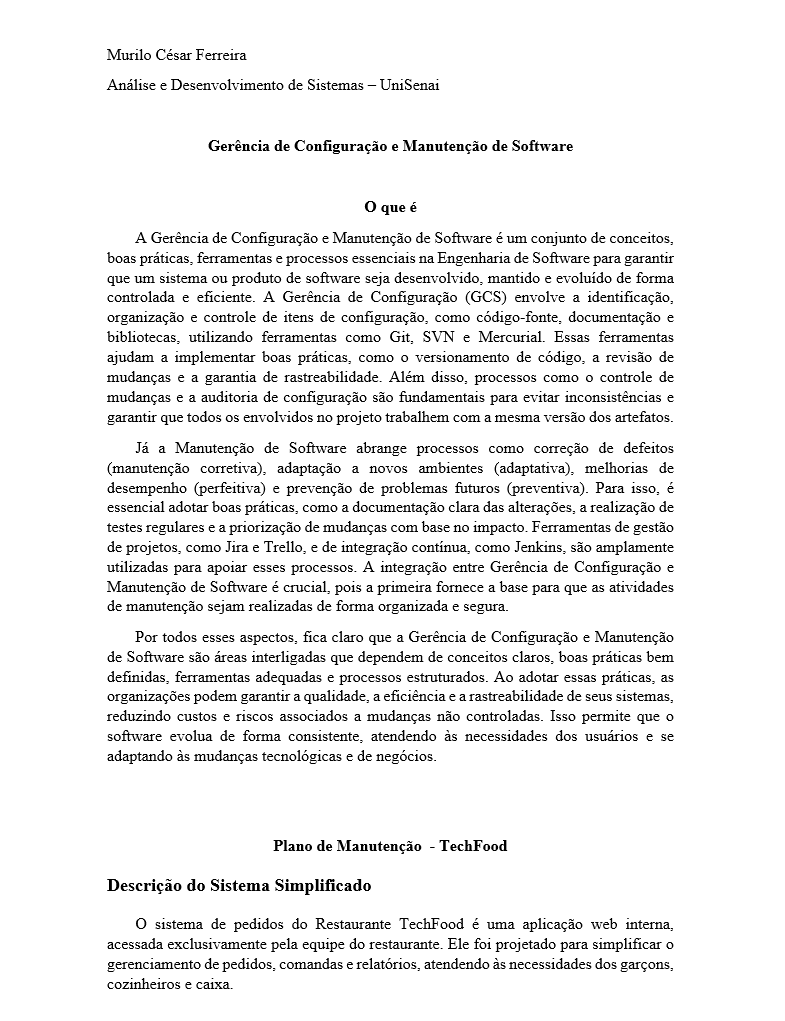 Murilo César Ferreira
Análise e Desenvolvimento de Sistemas – UniSenai
Gerência de Configuração e Manutenção de Software
O que é
A Gerência de Configuração e Manutenção de Software é um conjunto de conceitos,
boas práticas, ferramentas e processos essenciais na Engenharia de Software para garantir
que um sistema ou produto de software seja desenvolvido, mantido e evoluído de forma
controlada e eficiente. A Gerência de Configuração (GCS) envolve a identificação,
organização e controle de itens de configuração, como código-fonte, documentação e
bibliotecas, utilizando ferramentas como Git, SVN e Mercurial. Essas ferramentas
ajudam a implementar boas práticas, como o versionamento de código, a revisão de
mudanças e a garantia de rastreabilidade. Além disso, processos como o controle de
mudanças e a auditoria de configuração são fundamentais para evitar inconsistências e
garantir que todos os envolvidos no projeto trabalhem com a mesma versão dos artefatos.
Já a Manutenção de Software abrange processos como correção de defeitos
(manutenção corretiva), adaptação a novos ambientes (adaptativa), melhorias de
desempenho (perfeitiva) e prevenção de problemas futuros (preventiva). Para isso, é
essencial adotar boas práticas, como a documentação clara das alterações, a realização de
testes regulares e a priorização de mudanças com base no impacto. Ferramentas de gestão
de projetos, como Jira e Trello, e de integração contínua, como Jenkins, são amplamente
utilizadas para apoiar esses processos. A integração entre Gerência de Configuração e
Manutenção de Software é crucial, pois a primeira fornece a base para que as atividades
de manutenção sejam realizadas de forma organizada e segura.
Por todos esses aspectos, fica claro que a Gerência de Configuração e Manutenção
de Software são áreas interligadas que dependem de conceitos claros, boas práticas bem
definidas, ferramentas adequadas e processos estruturados. Ao adotar essas práticas, as
organizações podem garantir a qualidade, a eficiência e a rastreabilidade de seus sistemas,
reduzindo custos e riscos associados a mudanças não controladas. Isso permite que o
software evolua de forma consistente, atendendo às necessidades dos usuários e se
adaptando às mudanças tecnológicas e de negócios.
Plano de Manutenção  - TechFood
Descrição do Sistema Simplificado
O sistema de pedidos do Restaurante TechFood é uma aplicação web interna,
acessada exclusivamente pela equipe do restaurante. Ele foi projetado para simplificar o
gerenciamento de pedidos, comandas e relatórios, atendendo às necessidades dos garçons,
cozinheiros e caixa.